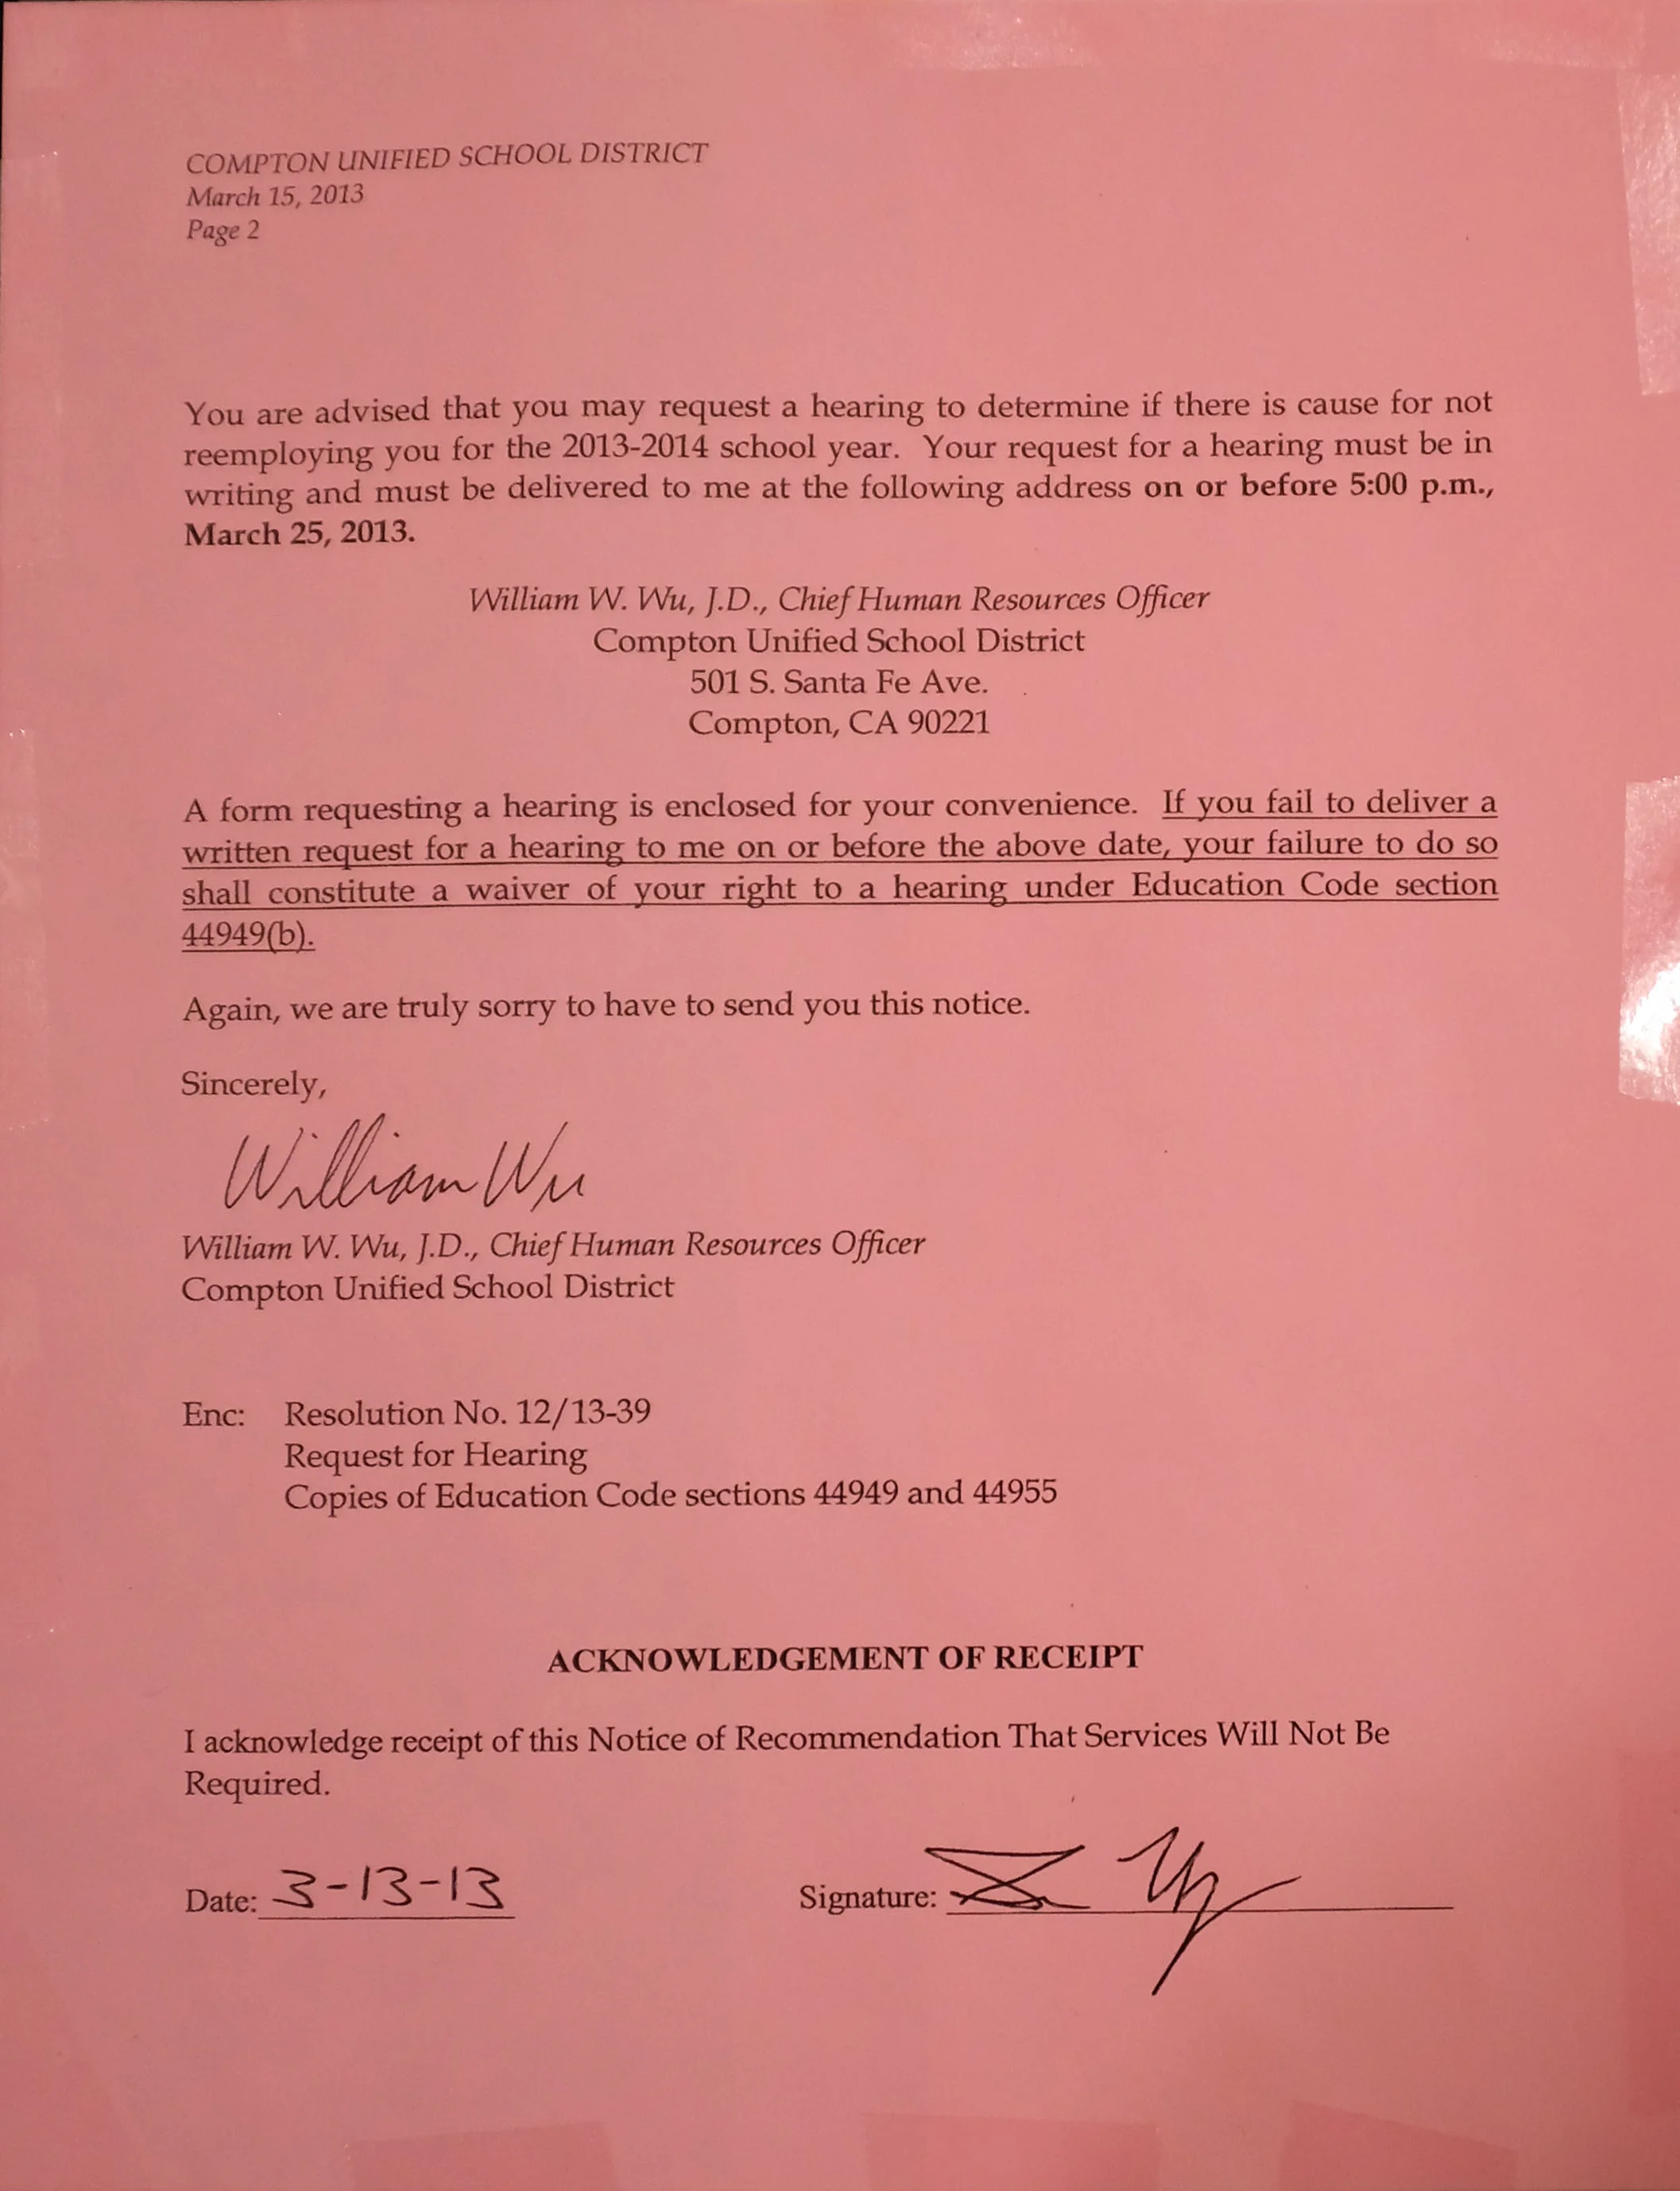 COMPTON UNIFIED SCHOOL DISTRICT
March 15, 2013
Page 2
You are advised that you may request a hearing to determine if there is cause for not
reemploying you for the 2013-2014 school year. Your request for a hearing must be in
writing and must be delivered to me at the following address on or before 5:00 p.m.,
March 25, 2013.
William W. Wu, J.D., Chief Human Resources Officer
Compton Unified School District
501 S. Santa Fe Ave.
Compton, CA 90221
A form requesting a hearing is enclosed for your convenience. If you fail to deliver a
written request for a hearing to me on or before the above date, your failure to do so
shall constitute a waiver of your right to a hearing under Education Code section
44949(b).
Again, we are truly sorry to have to send you this notice.
Sincerely,
William Wu
William W. Wu, J.D., Chief Human Resources Officer
Compton Unified School District
Enc: Resolution No. 12/13-39
Request for Hearing
Copies of Education Code sections 44949 and 44955
ACKNOWLEDGEMENT OF RECEIPT
I acknowledge receipt of this Notice of Recommendation That Services Will Not Be
Required.
Date: 3-13-13 Signature: